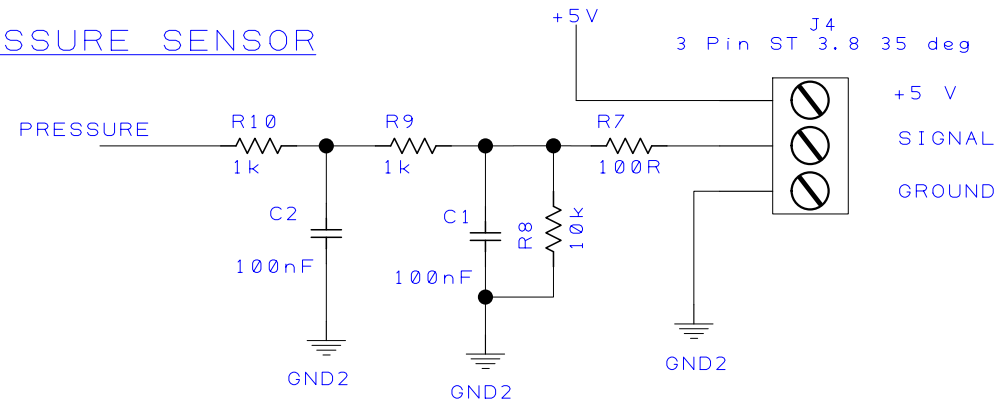 SSURE SENSOR
+5V
J4
3 Pin ST 3.8 35 deg
+5 V
PRESSURE
R10
1k
R9
1k
R7
100R
SIGNAL
GROUND
C2
100nF
C1
100nF
R8
10k
GND2
GND2
GND2